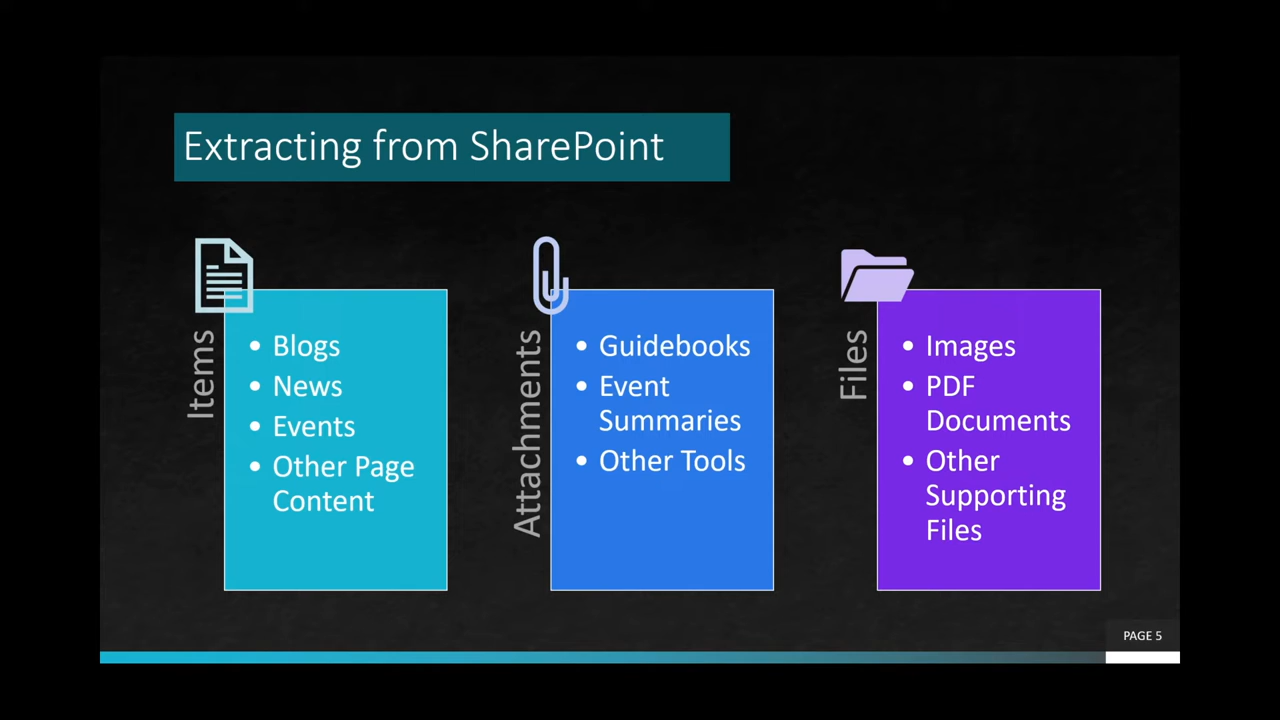 Extracting from SharePoint
Items
• Blogs
• News
• Events
• Other Page
Content
Attachments
• Guidebooks
• Event
Summaries
• Other Tools
Files
• Images
• PDF
Documents
• Other
Supporting
Files
PAGE 5